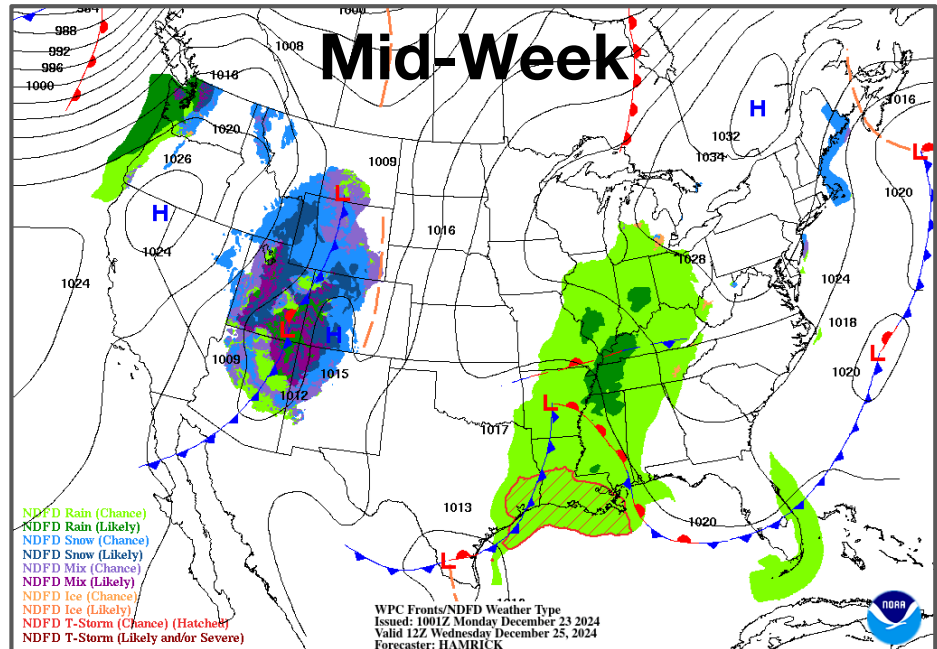 Mid-Week
984
988
992
996
1000
1000
1008
1016
1020
1026
H
1024
1024
1009
L
1016
L
H
1009
1015
1012
1017
1013
L
L
1028
1020
H
1032
1034
1016
L
1020
1024
1018
L
1020
NDFD Rain (Chance)
NDFD Rain (Likely)
NDFD Snow (Chance)
NDFD Snow (Likely)
NDFD Mix (Chance)
NDFD Mix (Likely)
NDFD Ice (Chance)
NDFD Ice (Likely)
NDFD T-Storm (Chance) (Hatched)
NDFD T-Storm (Likely and/or Severe)
WPC Fronts/NDFD Weather Type
Issued: 1001Z Monday December 23 2024
Valid 12Z Wednesday December 25, 2024
Forecaster: HAMRICK
NOAA